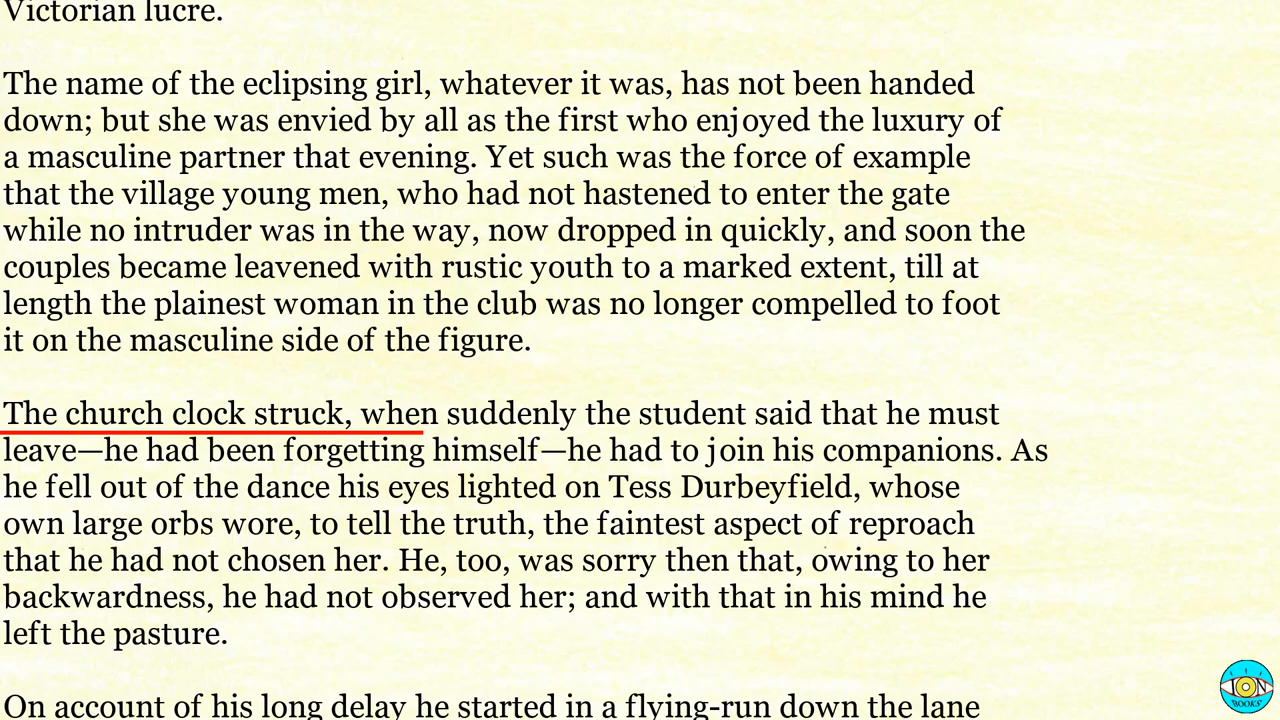 Victorian lucre.
The name of the eclipsing girl, whatever it was, has not been handed
down; but she was envied by all as the first who enjoyed the luxury of
a masculine partner that evening. Yet such was the force of example
that the village young men, who had not hastened to enter the gate
while no intruder was in the way, now dropped in quickly, and soon the
couples became leavened with rustic youth to a marked extent, till at
length the plainest woman in the club was no longer compelled to foot
it on the masculine side of the figure.
The church clock struck, when suddenly the student said that he must
leave—he had been forgetting himself—he had to join his companions. As
he fell out of the dance his eyes lighted on Tess Durbeyfield, whose
own large orbs wore, to tell the truth, the faintest aspect of reproach
that he had not chosen her. He, too, was sorry then that, owing to her
backwardness, he had not observed her; and with that in his mind he
left the pasture.
On account of his long delay he started in a flying-run down the lane
ION
BOOKS